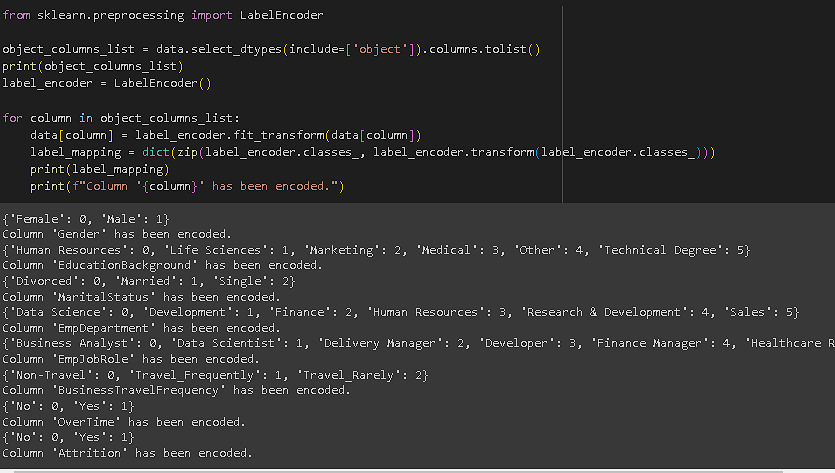 from sklearn.preprocessing import LabelEncoder
object_columns_list = data.select_dtypes(include=['object']).columns.tolist()
print(object_columns_list)
label_encoder = LabelEncoder()
for column in object_columns_list:
    data[column] = label_encoder.fit_transform(data[column])
    label_mapping = dict(zip(label_encoder.classes_, label_encoder.transform(label_encoder.classes_)))
    print(label_mapping)
    print(f"Column '{column}' has been encoded.")
{'Female': 0, 'Male': 1}
Column 'Gender' has been encoded.
{'Human Resources': 0, 'Life Sciences': 1, 'Marketing': 2, 'Medical': 3, 'Other': 4, 'Technical Degree': 5}
Column 'EducationBackground' has been encoded.
{'Divorced': 0, 'Married': 1, 'Single': 2}
Column 'MaritalStatus' has been encoded.
{'Data Science': 0, 'Development': 1, 'Finance': 2, 'Human Resources': 3, 'Research & Development': 4, 'Sales': 5}
Column 'EmpDepartment' has been encoded.
{'Business Analyst': 0, 'Data Scientist': 1, 'Delivery Manager': 2, 'Developer': 3, 'Finance Manager': 4, 'Healthcare R
Column 'EmpJobRole' has been encoded.
{'Non-Travel': 0, 'Travel_Frequently': 1, 'Travel_Rarely': 2}
Column 'BusinessTravelFrequency' has been encoded.
{'No': 0, 'Yes': 1}
Column 'OverTime' has been encoded.
{'No': 0, 'Yes': 1}
Column 'Attrition' has been encoded.